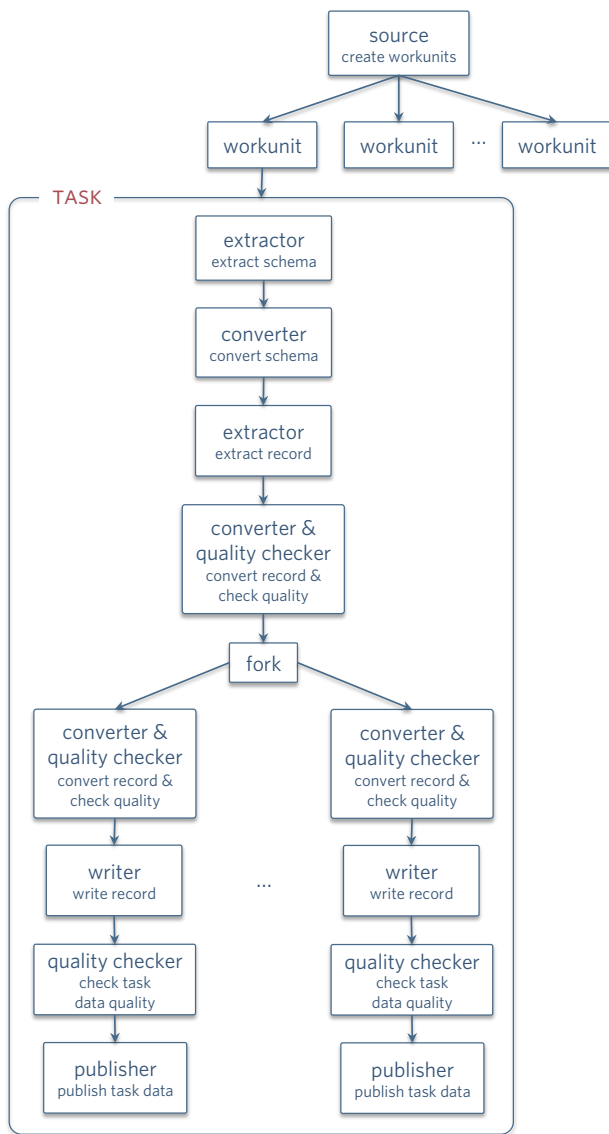 source
create workunits
workunit
workunit
...
workunit
TASK
extractor
extract schema
converter
convert schema
extractor
extract record
converter &
quality checker
convert record &
check quality
fork
converter &
quality checker
convert record &
check quality
converter &
quality checker
convert record &
check quality
writer
write record
...
writer
write record
quality checker
check task
data quality
quality checker
check task
data quality
publisher
publish task data
publisher
publish task data